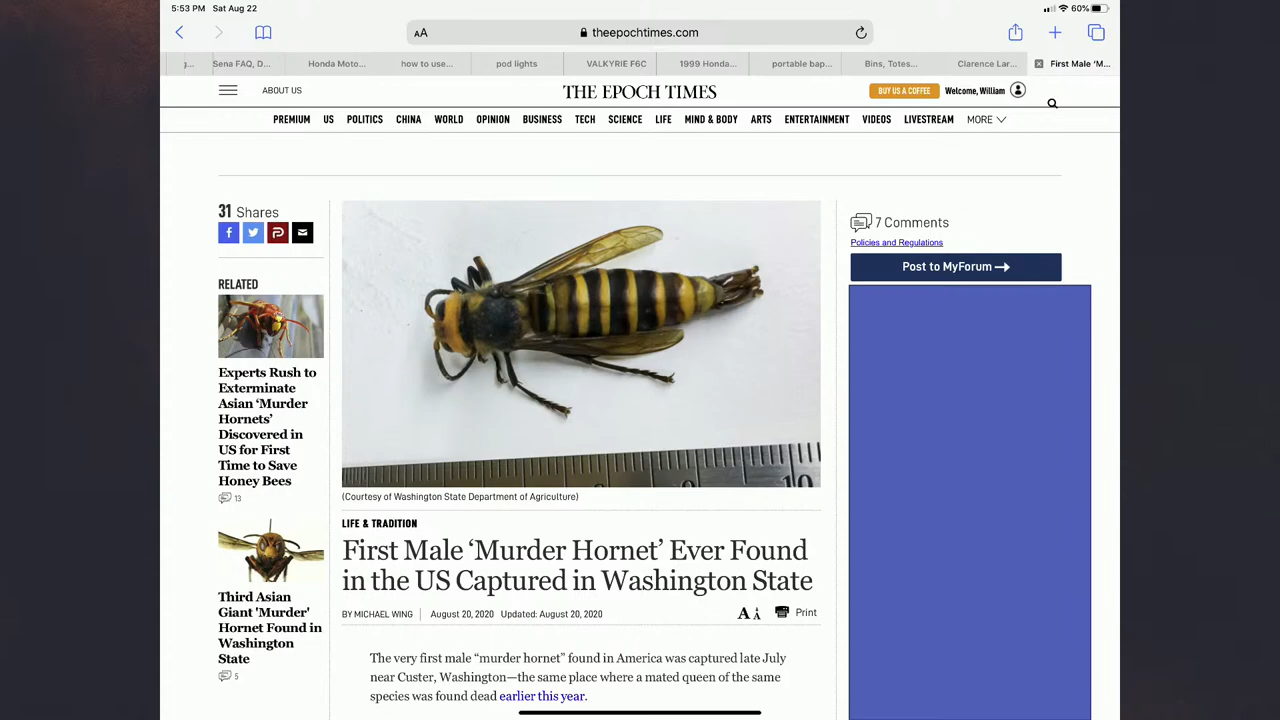 5:53 PM Sat Aug 22
60%
AA theepochtimes.com
g... Sena FAQ, D... Honda Moto... how to use... pod lights VALKYRIE F6C 1999 Honda... portable bap... Bins, Totes... Clarence Lar... First Male ‘M...
ABOUT US THE EPOCH TIMES BUY US A COFFEE Welcome, William
PREMIUM US POLITICS CHINA WORLD OPINION BUSINESS TECH SCIENCE LIFE MIND & BODY ARTS ENTERTAINMENT VIDEOS LIVESTREAM MORE
31 Shares
RELATED
Experts Rush to
Exterminate
Asian ‘Murder
Hornets’
Discovered in
US for First
Time to Save
Honey Bees
13
Third Asian
Giant 'Murder'
Hornet Found in
Washington
State
5
10
(Courtesy of Washington State Department of Agriculture)
LIFE & TRADITION
First Male ‘Murder Hornet’ Ever Found
in the US Captured in Washington State
BY MICHAEL WING August 20, 2020 Updated: August 20, 2020
A A Print
The very first male “murder hornet” found in America was captured late July
near Custer, Washington—the same place where a mated queen of the same
species was found dead earlier this year.
7 Comments
Policies and Regulations
Post to MyForum